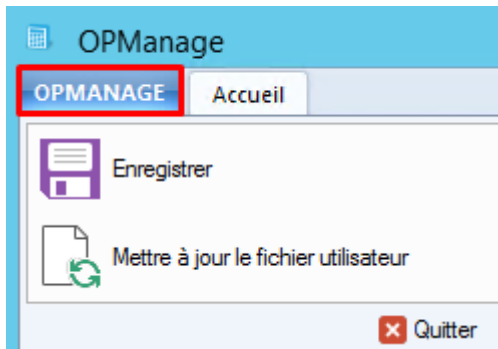 OPManage
OPMANAGE Accueil
Enregistrer
Mettre à jour le fichier utilisateur
Quitter